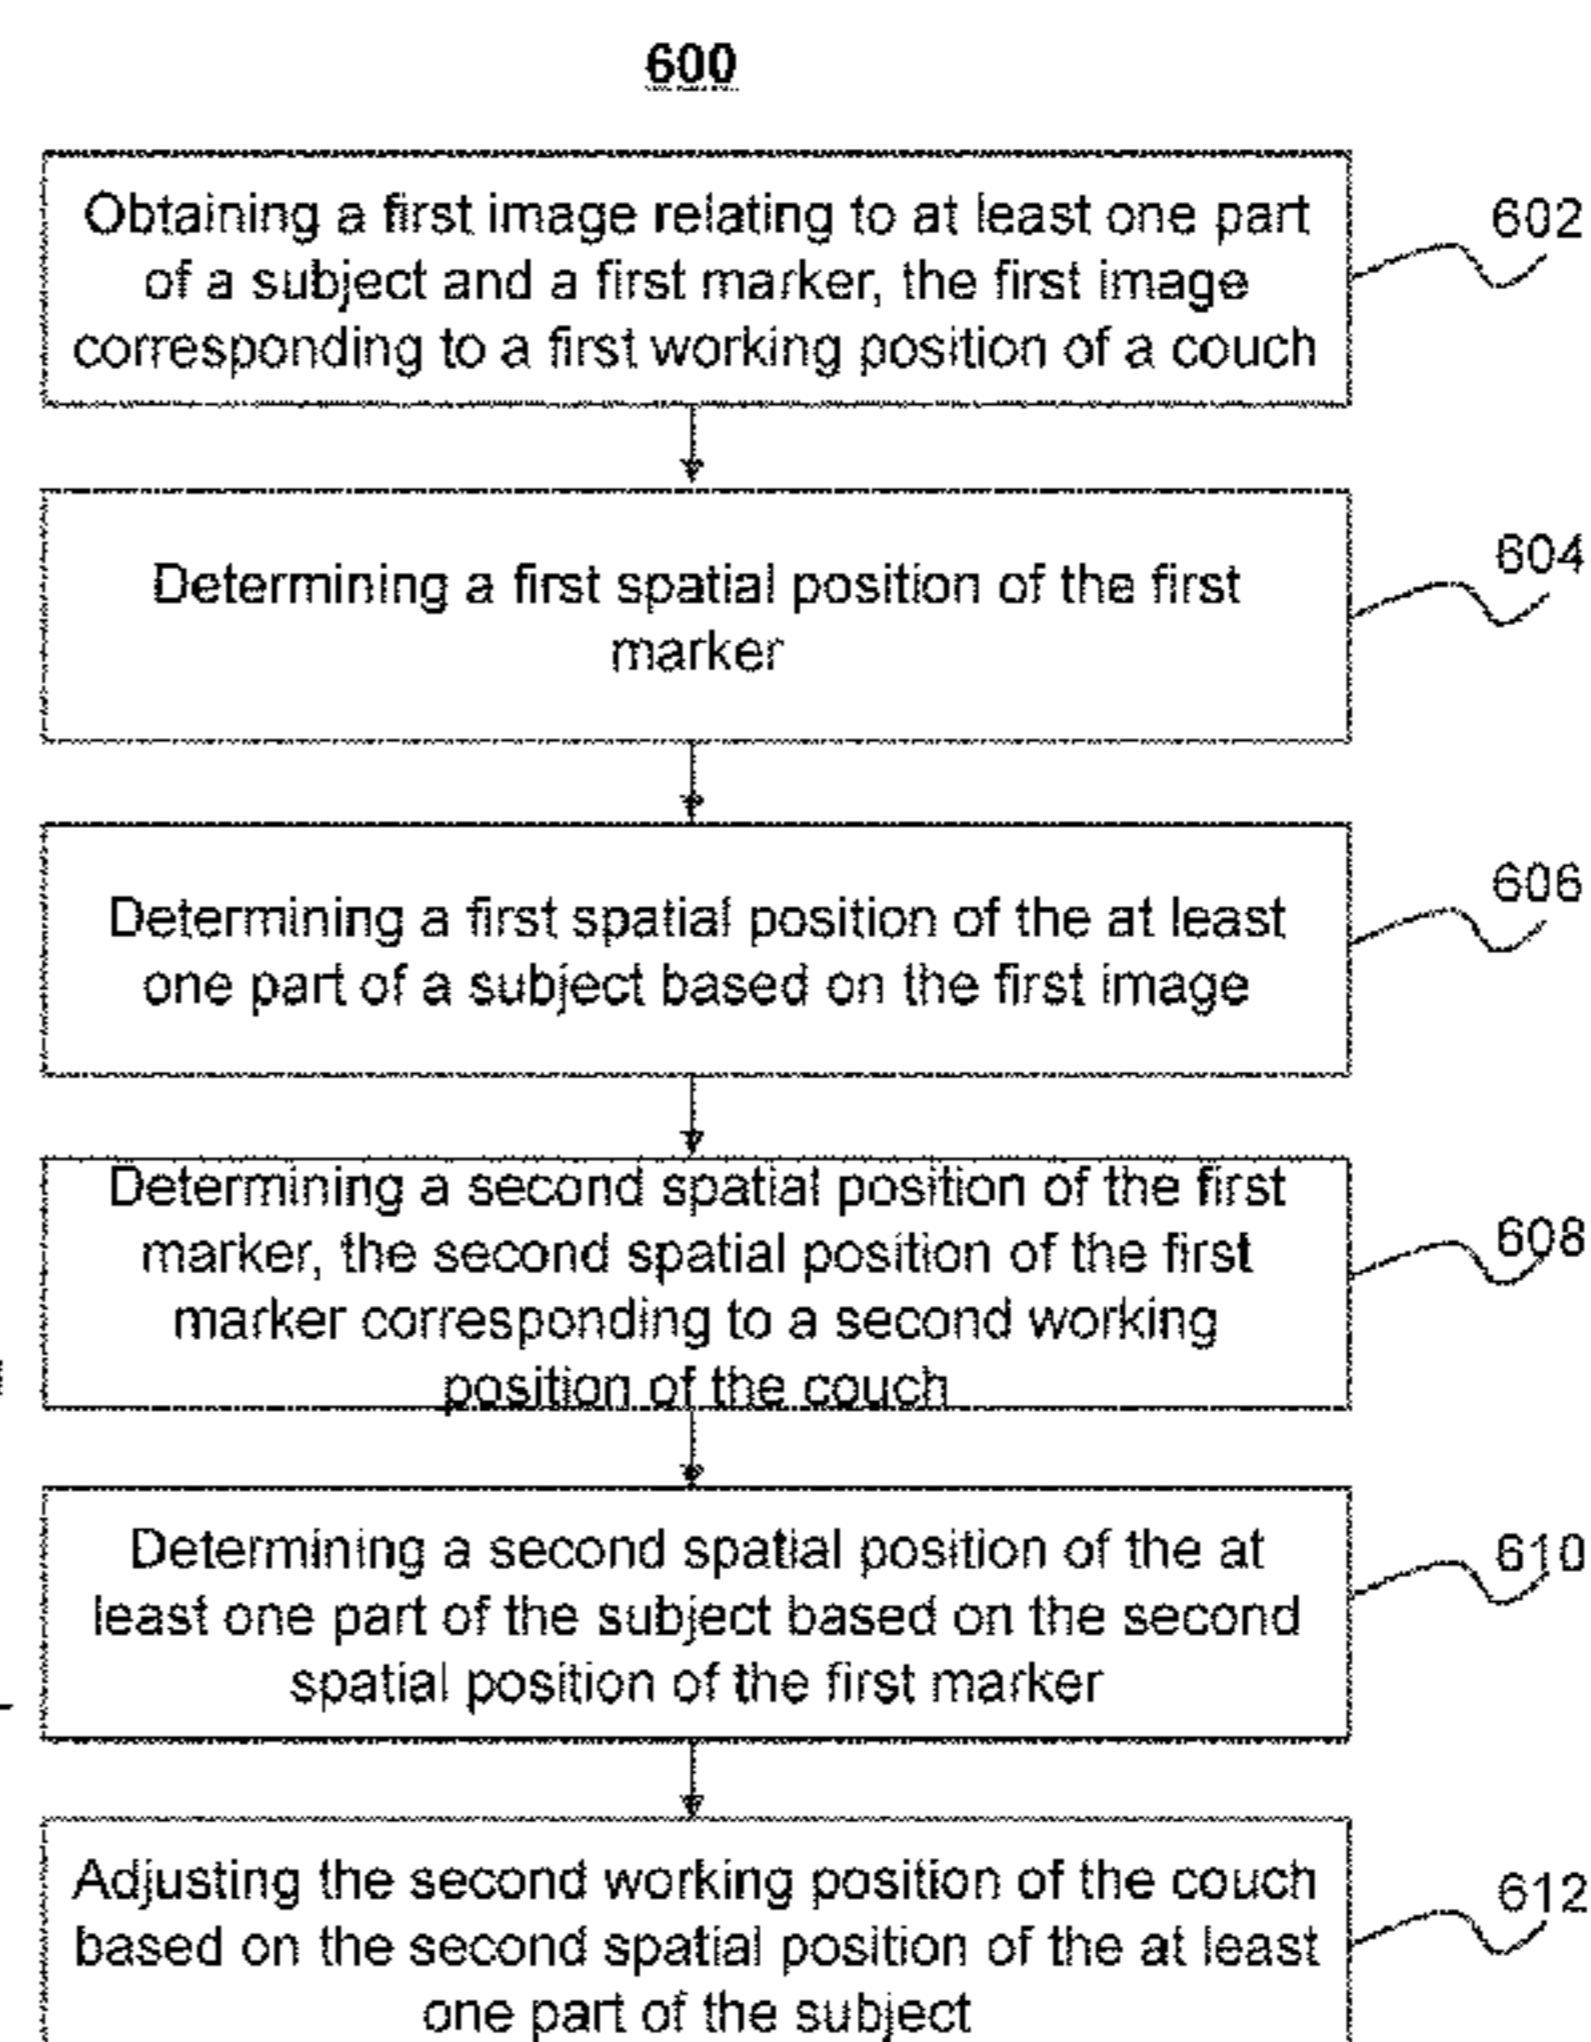 600
Obtaining a first image relating to at least one part
of a subject and a first marker, the first image
corresponding to a first working position of a couch
602
Determining a first spatial position of the first
marker
604
Determining a first spatial position of the at least
one part of a subject based on the first image
606
Determining a second spatial position of the first
marker, the second spatial position of the first
marker corresponding to a second working
position of the couch
608
Determining a second spatial position of the at
least one part of the subject based on the second
spatial position of the first marker
610
Adjusting the second working position of the couch
based on the second spatial position of the at least
one part of the subject
612